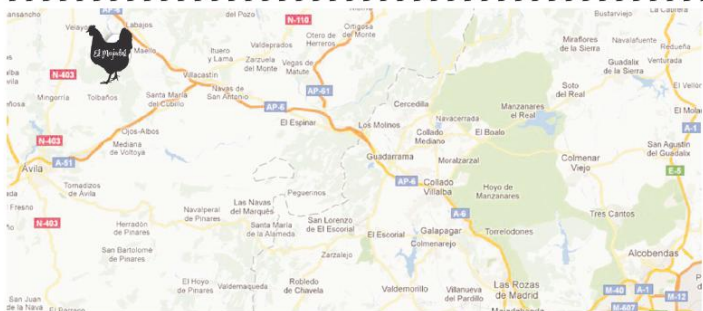 ansancho
del Pozo
Bustarviejo
La Cabrera
Labajos
N-110
Ortigosa
del Monte
Otero de
Herreros
Miraflores
de la Sierra
Navalafuente
Redueña
Maello
Ituero
y Lama
Valdeprados
Zarzuela
del Monte
Vegas de
Matute
Guadalix
de la Sierra
Venturada
El Mojadal
N-403
Villacastín
Soto
del Real
El Vellón
Mingorría
Tolbaños
Santa María
del Cubillo
Navas de
San Antonio
AP-61
Cercedilla
Manzanares
el Real
El Molar
AP-6
Navacerrada
El Espinar
Los Molinos
Collado
Mediano
El Boalo
A-1
N-403
Ojos-Albos
Mediana
de Voltoya
San Agustín
del Guadalix
Guadarrama
Moralzarzal
Colmenar
Viejo
Ávila
A-51
E-5
AP-6
Collado
Villalba
Tornadizos
de Ávila
Peguerinos
Hoyo de
Manzanares
Fresno
Las Navas
del Marqués
A-6
Tres Cantos
N-403
Navalperal
de Pinares
San Lorenzo
de El Escorial
Herradón
de Pinares
Santa María
de la Alameda
El Escorial
Galapagar
Torrelodones
Colmenarejo
San Bartolomé
de Pinares
Zarzalejo
Alcobendas
El Hoyo
de Pinares
Valdemaqueda
Robledo
de Chavela
Valdemorillo
Villanueva
del Pardillo
Las Rozas
de Madrid
M-40
A-1
M-12
San Juan
de la Nava
El Barraco
Majadahonda
M-607